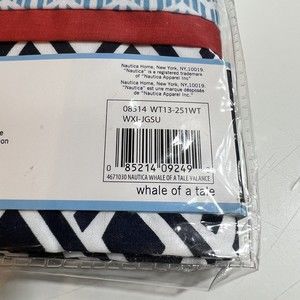 Nautica Home, New York, NY,10019.
"Nautica" is a registered trademark
of "Nautica Apparel Inc"
Nautica Home, New York, NY,10019.
"Nautica" est une marque déposée
de "Nautica Apparel Inc"
08514 WT13-251WT
WXI-JGSU
0 85214 09249
4671030 NAUTICA WHALE OF A TALE VALANCE
whale of a tale